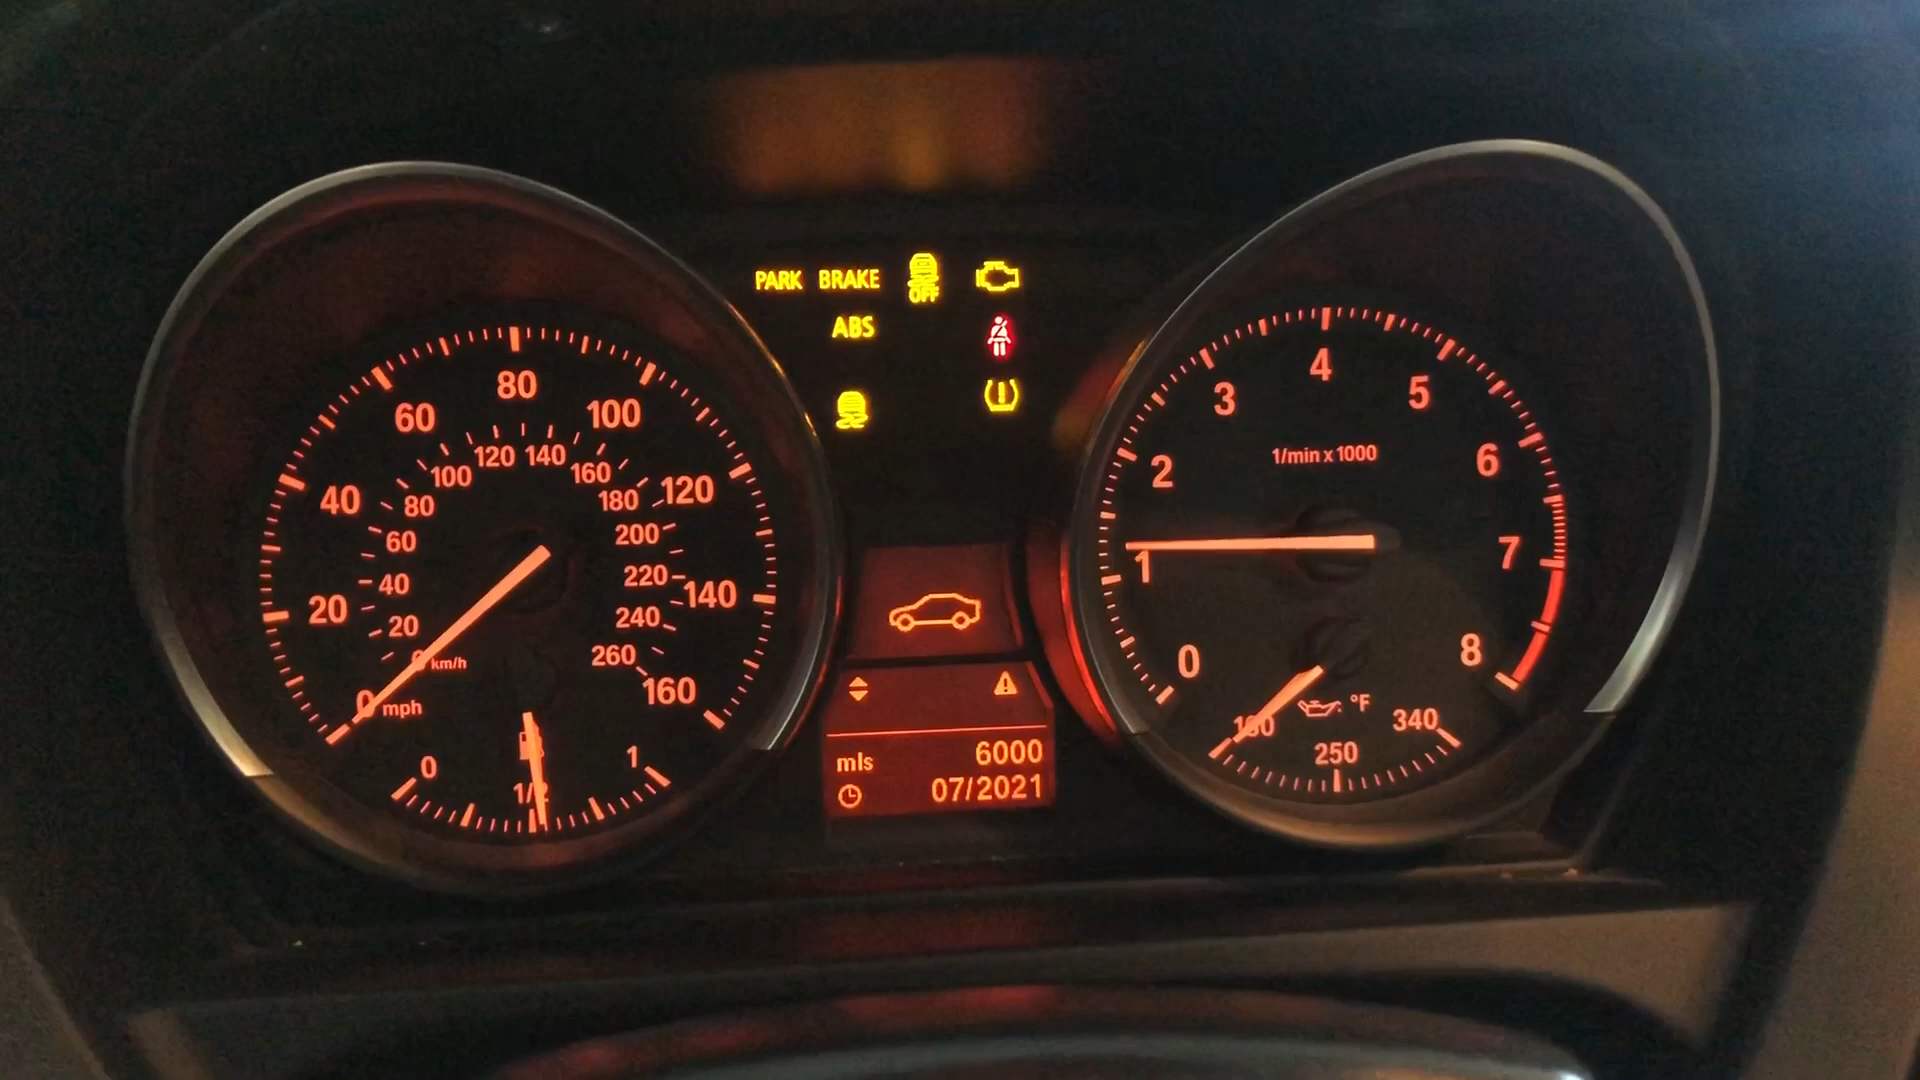 PARK BRAKE OFF
ABS
0 20 40 60 80 100 120 140 160
mph
0 20 40 60 80 100 120 140 160 180 200 220 240 260
km/h
0 1/2 1
mls 6000
07/2021
0 1 2 3 4 5 6 7 8
1/min x 1000
°F
250 340